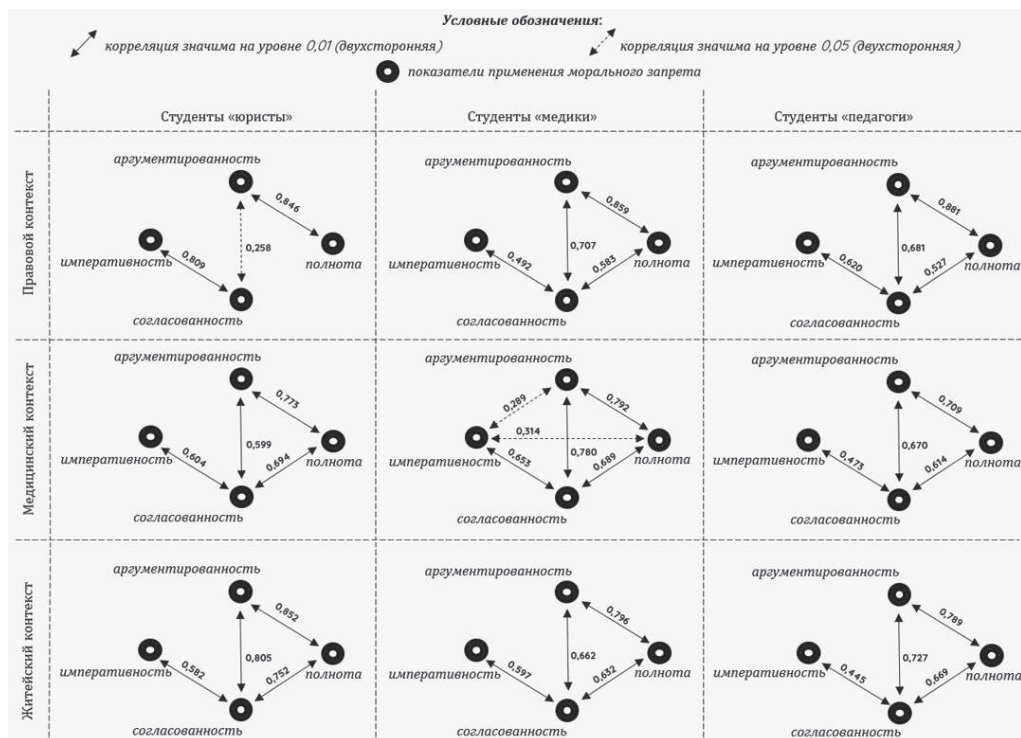 Условные обозначения:
корреляция значима на уровне 0,01 (двухсторонняя)
корреляция значима на уровне 0,05 (двухсторонняя)
показатели применения морального запрета
Студенты «юристы»
Студенты «медики»
Студенты «педагоги»
Правовой контекст
аргументированность
0,846
0,258
императивность
0,809
полнота
согласованность
аргументированность
0,859
0,707
императивность
0,492
0,583
полнота
согласованность
аргументированность
0,881
0,681
императивность
0,620
0,527
полнота
согласованность
Медицинский контекст
аргументированность
0,773
0,599
императивность
0,604
0,694
полнота
согласованность
аргументированность
0,289
0,792
0,314
императивность
0,653
0,780
0,689
полнота
согласованность
аргументированность
0,709
0,670
императивность
0,473
0,614
полнота
согласованность
Житейский контекст
аргументированность
0,852
0,805
императивность
0,582
0,752
полнота
согласованность
аргументированность
0,796
0,662
императивность
0,597
0,632
полнота
согласованность
аргументированность
0,789
0,727
императивность
0,445
0,669
полнота
согласованность